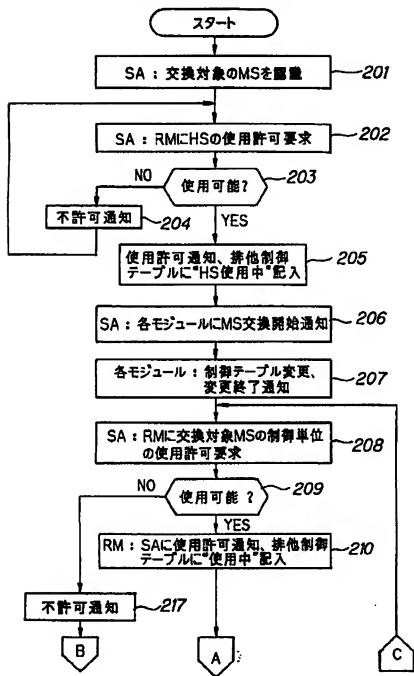 スタート
SA：交換対象のMSを認識
201
SA：RMにHSの使用許可要求
202
使用可能？
203
NO
不許可通知
204
YES
使用許可通知、排他制御
テーブルに“HS使用中”記入
205
SA：各モジュールにMS交換開始通知
206
各モジュール：制御テーブル変更、
変更終了通知
207
SA：RMに交換対象MSの制御単位
の使用許可要求
208
NO
使用可能？
209
YES
RM：SAに使用許可通知、排他制御
テーブルに“使用中”記入
210
不許可通知
217
B
A
C